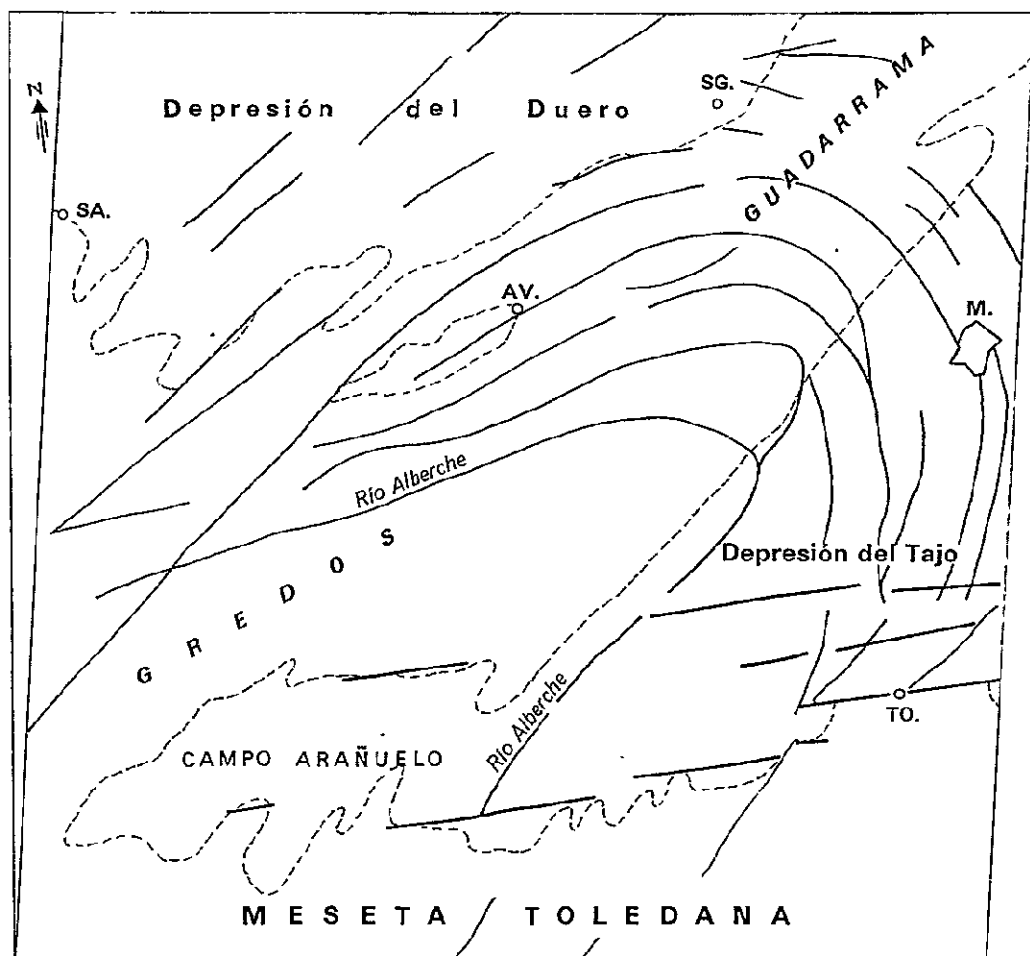 N
SG.
Depresión del Duero
GUADARRAMA
SA.
AV.
M.
Río Alberche
GREDOS
Depresión del Tajo
Río Alberche
TO.
CAMPO ARAÑUELO
MESETA TOLEDANA